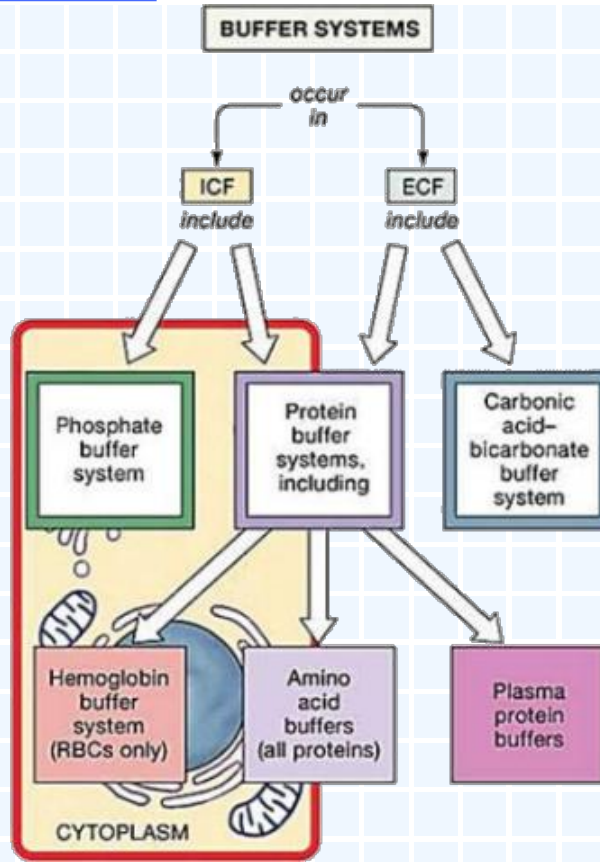 BUFFER SYSTEMS
occur
in
ICF
ECF
include
include
Phosphate
buffer
system
Protein
buffer
systems,
including
Carbonic
acid–
bicarbonate
buffer
system
Hemoglobin
buffer
system
(RBCs only)
Amino
acid
buffers
(all proteins)
Plasma
protein
buffers
CYTOPLASM